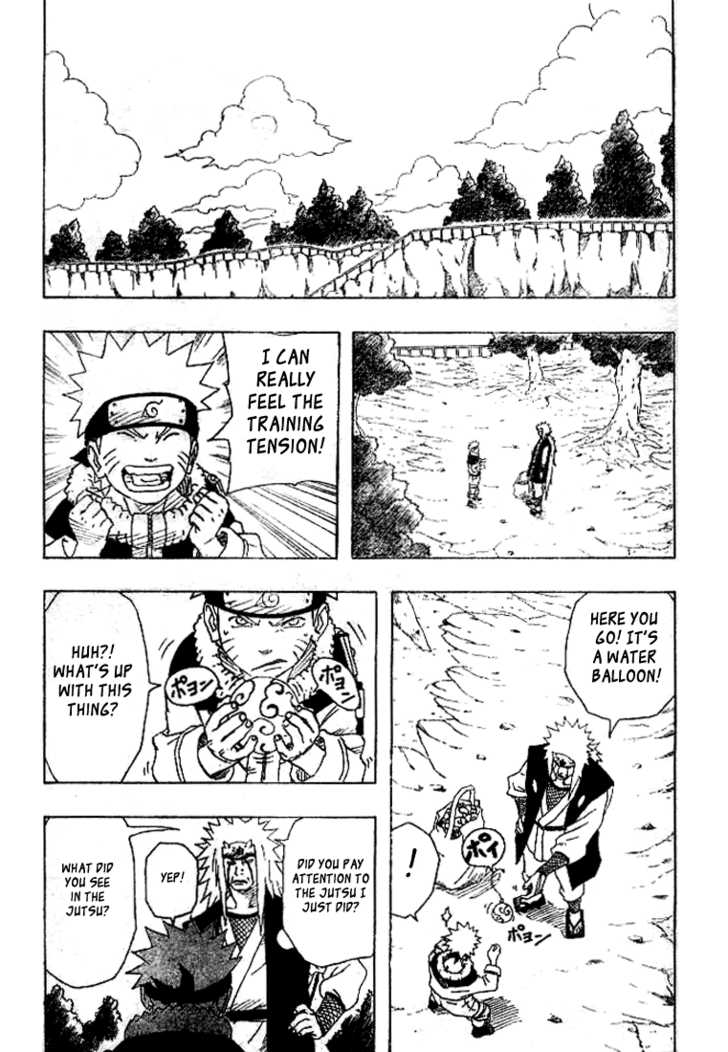 I CAN
REALLY
FEEL THE
TRAINING
TENSION!
HERE YOU
GO! IT'S
A WATER
BALLOON!
ポイ
!
ポヨン
HUH?!
WHAT'S UP
WITH THIS
THING?
ポヨン
ポヨン
DID YOU PAY
ATTENTION
TO THE
JUTSU I
JUST DID?
YEP!
WHAT DID
YOU SEE
IN THE
JUTSU?